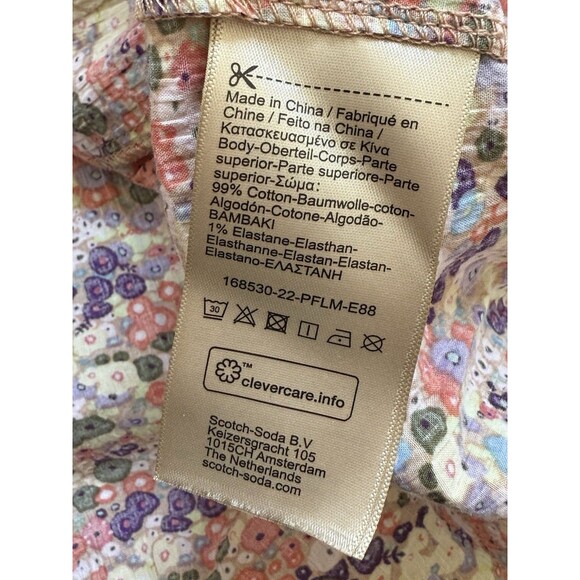 Made in China / Fabriqué en
Chine / Feito na China /
Κατασκευασμένο σε Κίνα
Body-Oberteil-Corps-Parte
superior-Parte superiore-Parte
superior-Σώμα:
99% Cotton-Baumwolle-coton-
Algodón-Cotone-Algodão-
ΒΑΜΒΑΚΙ
1% Elastane-Elasthan-
Elasthanne-Elastan-Elastan-
Elastano-ΕΛΑΣΤΑΝΗ
168530-22-PFLM-E88
30
TM
clevercare.info
Scotch-Soda B.V
Keizersgracht 105
1015CH Amsterdam
The Netherlands
scotch-soda.com